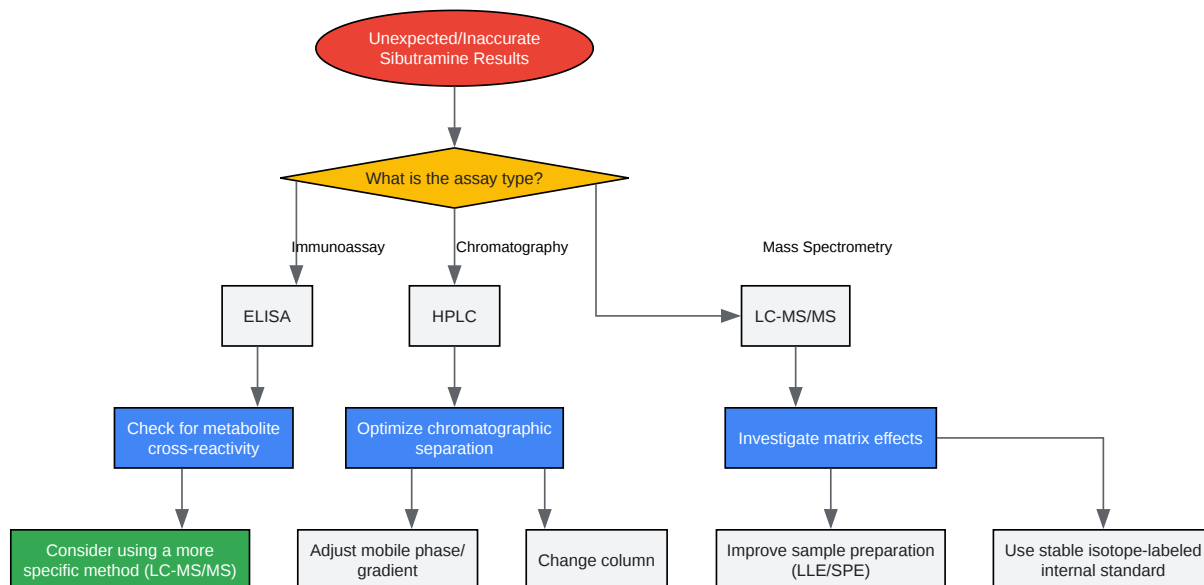 Unexpected/Inaccurate
Sibutramine Results
What is the assay type?
Immunoassay
Chromatography
Mass Spectrometry
ELISA
HPLC
LC-MS/MS
Check for metabolite
cross-reactivity
Optimize chromatographic
separation
Investigate matrix effects
Consider using a more
specific method (LC-MS/MS)
Adjust mobile phase/
gradient
Change column
Improve sample preparation
(LLE/SPE)
Use stable isotope-labeled
internal standard